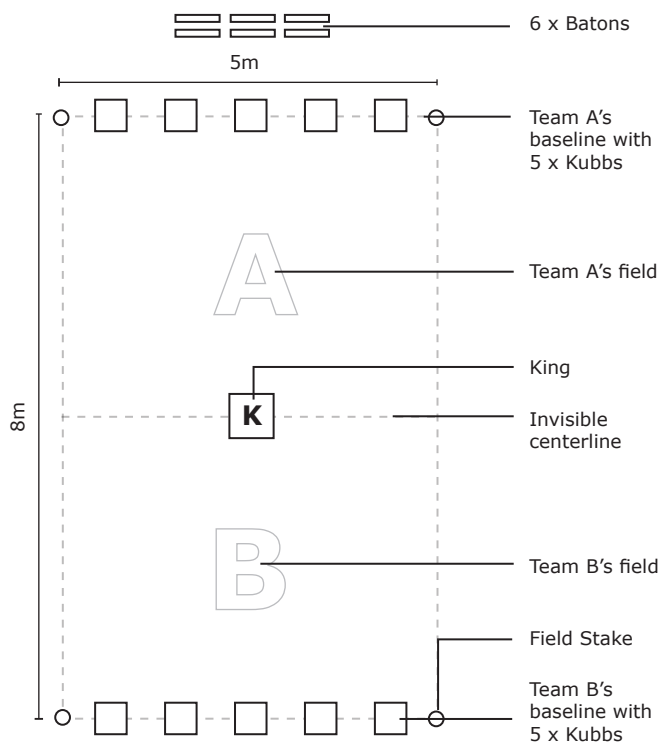 6 x Batons
5m
Team A's
baseline with
5 x Kubbs
A
Team A's field
King
8m
K
Invisible
centerline
B
Team B's field
Field Stake
Team B's
baseline with
5 x Kubbs